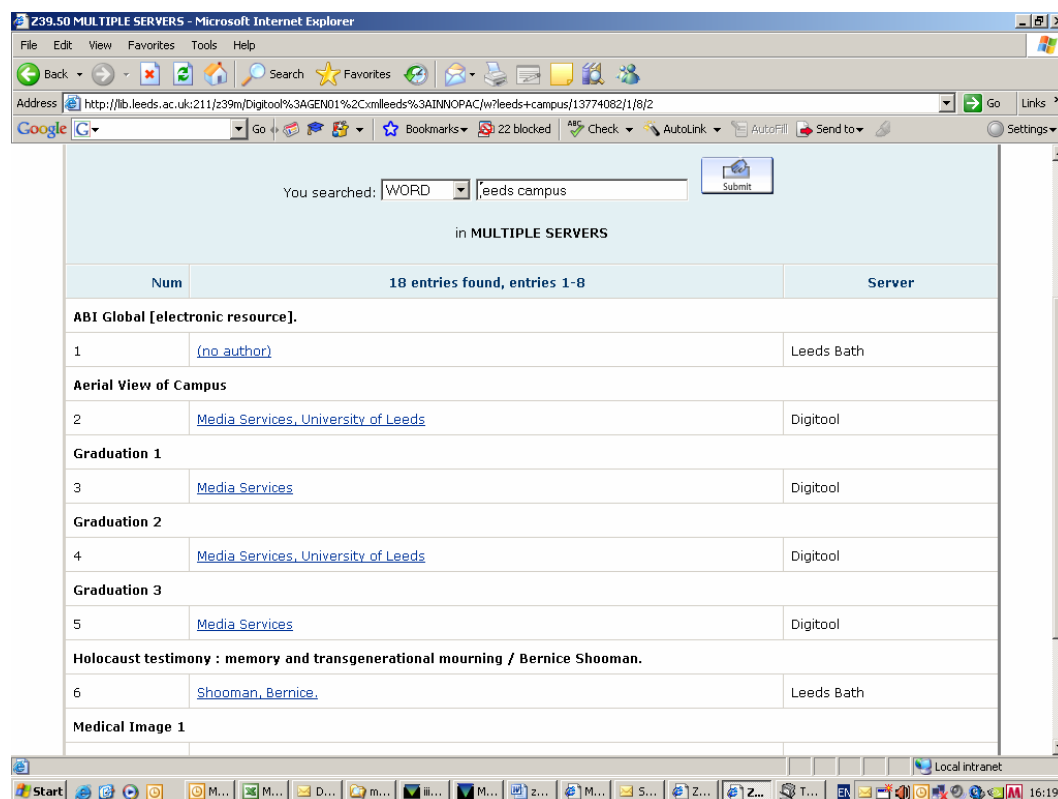 Z39.50 MULTIPLE SERVERS - Microsoft Internet Explorer
File Edit View Favorites Tools Help
Back Search Favorites
Address http://lib.leeds.ac.uk:211/z39m/Digitool%3AGEN01%2Cxmlleeds%3AINNOPAC/w?leeds+campus/13774082/1/8/2 Go Links
Google G Go Bookmarks 22 blocked ABC Check AutoLink AutoFill Send to Settings
You searched: WORD leeds campus Submit
in MULTIPLE SERVERS
Num 18 entries found, entries 1-8 Server
ABI Global [electronic resource].
1 (no author) Leeds Bath
Aerial View of Campus
2 Media Services, University of Leeds Digitool
Graduation 1
3 Media Services Digitool
Graduation 2
4 Media Services, University of Leeds Digitool
Graduation 3
5 Media Services Digitool
Holocaust testimony : memory and transgenerational mourning / Bernice Shooman.
6 Shooman, Bernice. Leeds Bath
Medical Image 1
Local intranet
Start M... M... D... m... iii... M... z... M... S... Z... Z... T... EN 16:19